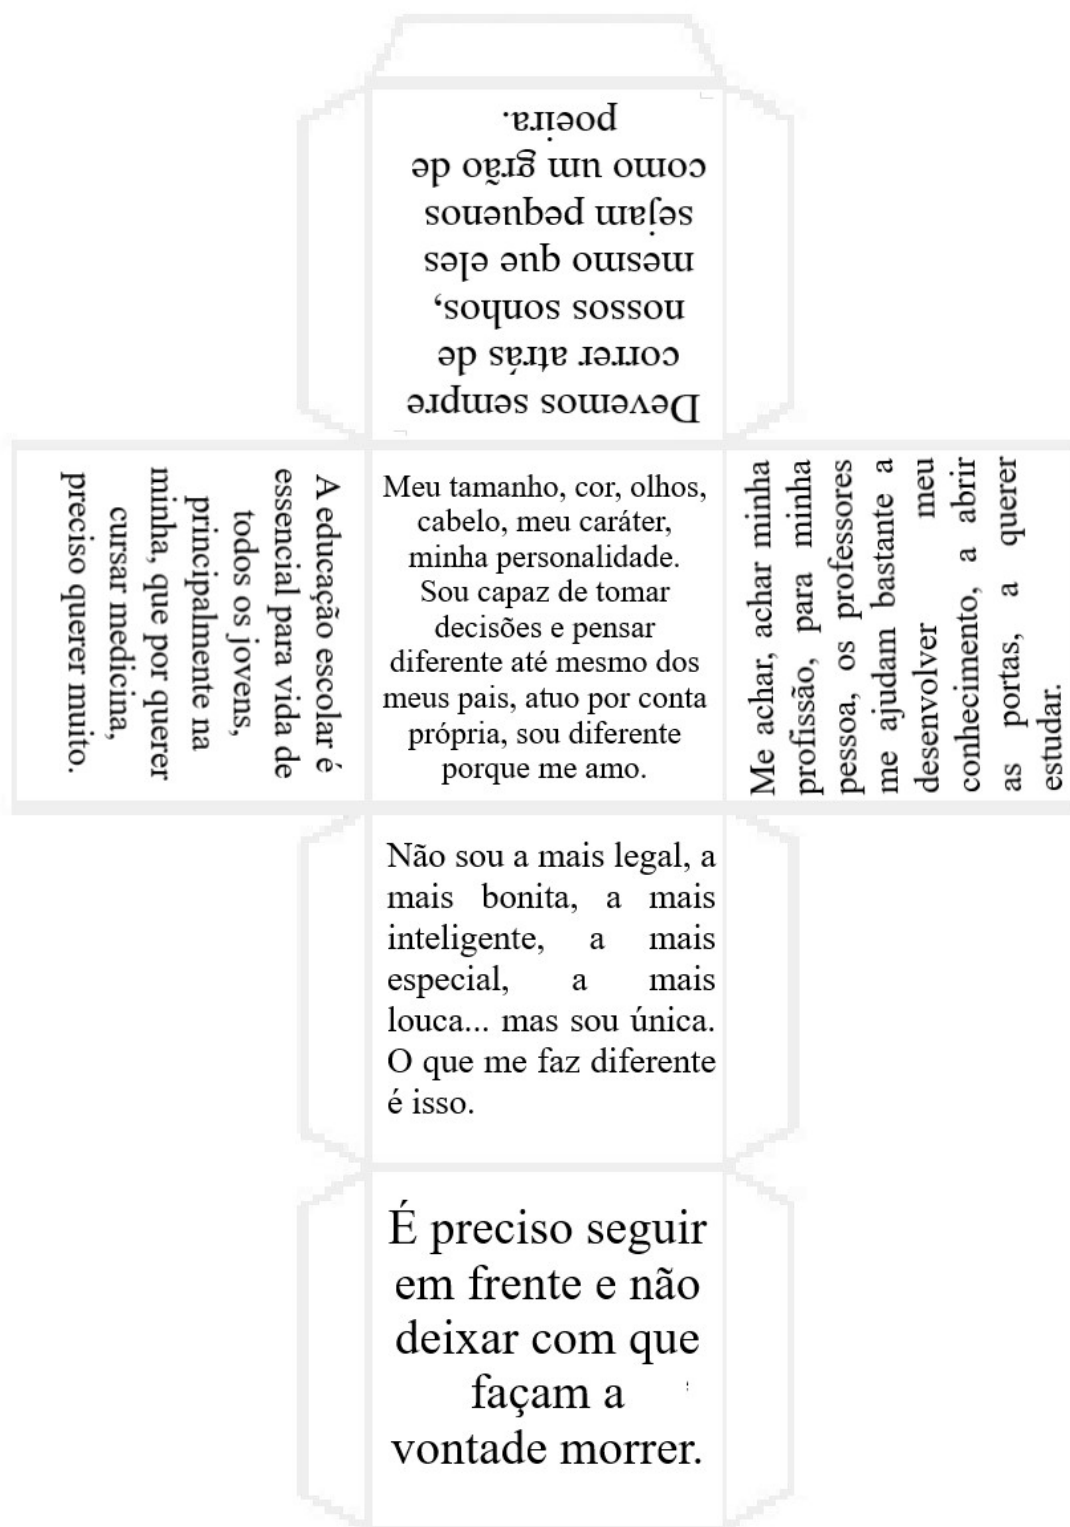 Devemos sempre
correr atrás de
nossos sonhos,
mesmo que eles
sejam pequenos
como um grão de
poeira.
A educação escolar é
essencial para vida de
todos os jovens,
principalmente na
minha, que por querer
cursar medicina,
preciso querer muito.
Meu tamanho, cor, olhos,
cabelo, meu caráter,
minha personalidade.
Sou capaz de tomar
decisões e pensar
diferente até mesmo dos
meus pais, atuo por conta
própria, sou diferente
porque me amo.
Me achar, achar minha
profissão, para minha
pessoa, os professores
me ajudam bastante a
desenvolver meu
conhecimento, a abrir
as portas, a querer
estudar.
Não sou a mais legal, a
mais bonita, a mais
inteligente, a mais
especial, a mais
louca... mas sou única.
O que me faz diferente
é isso.
É preciso seguir
em frente e não
deixar com que
façam a
vontade morrer.